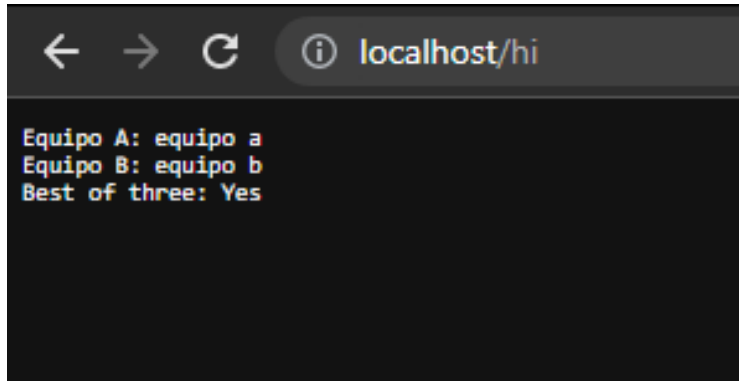 localhost/hi
Equipo A: equipo a
Equipo B: equipo b
Best of three: Yes